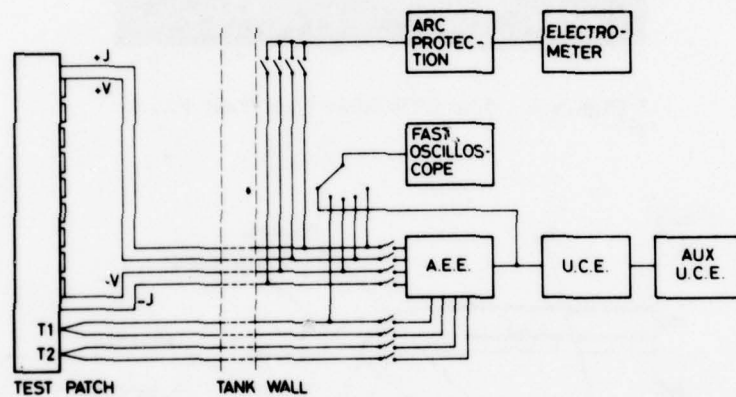 ARC
PROTEC-
TION
ELECTRO-
METER
+J
+V
FAST
OSCILLOS-
COPE
A.E.E.
U.C.E.
AUX
U.C.E.
-V
-J
T1
T2
TEST PATCH
TANK WALL